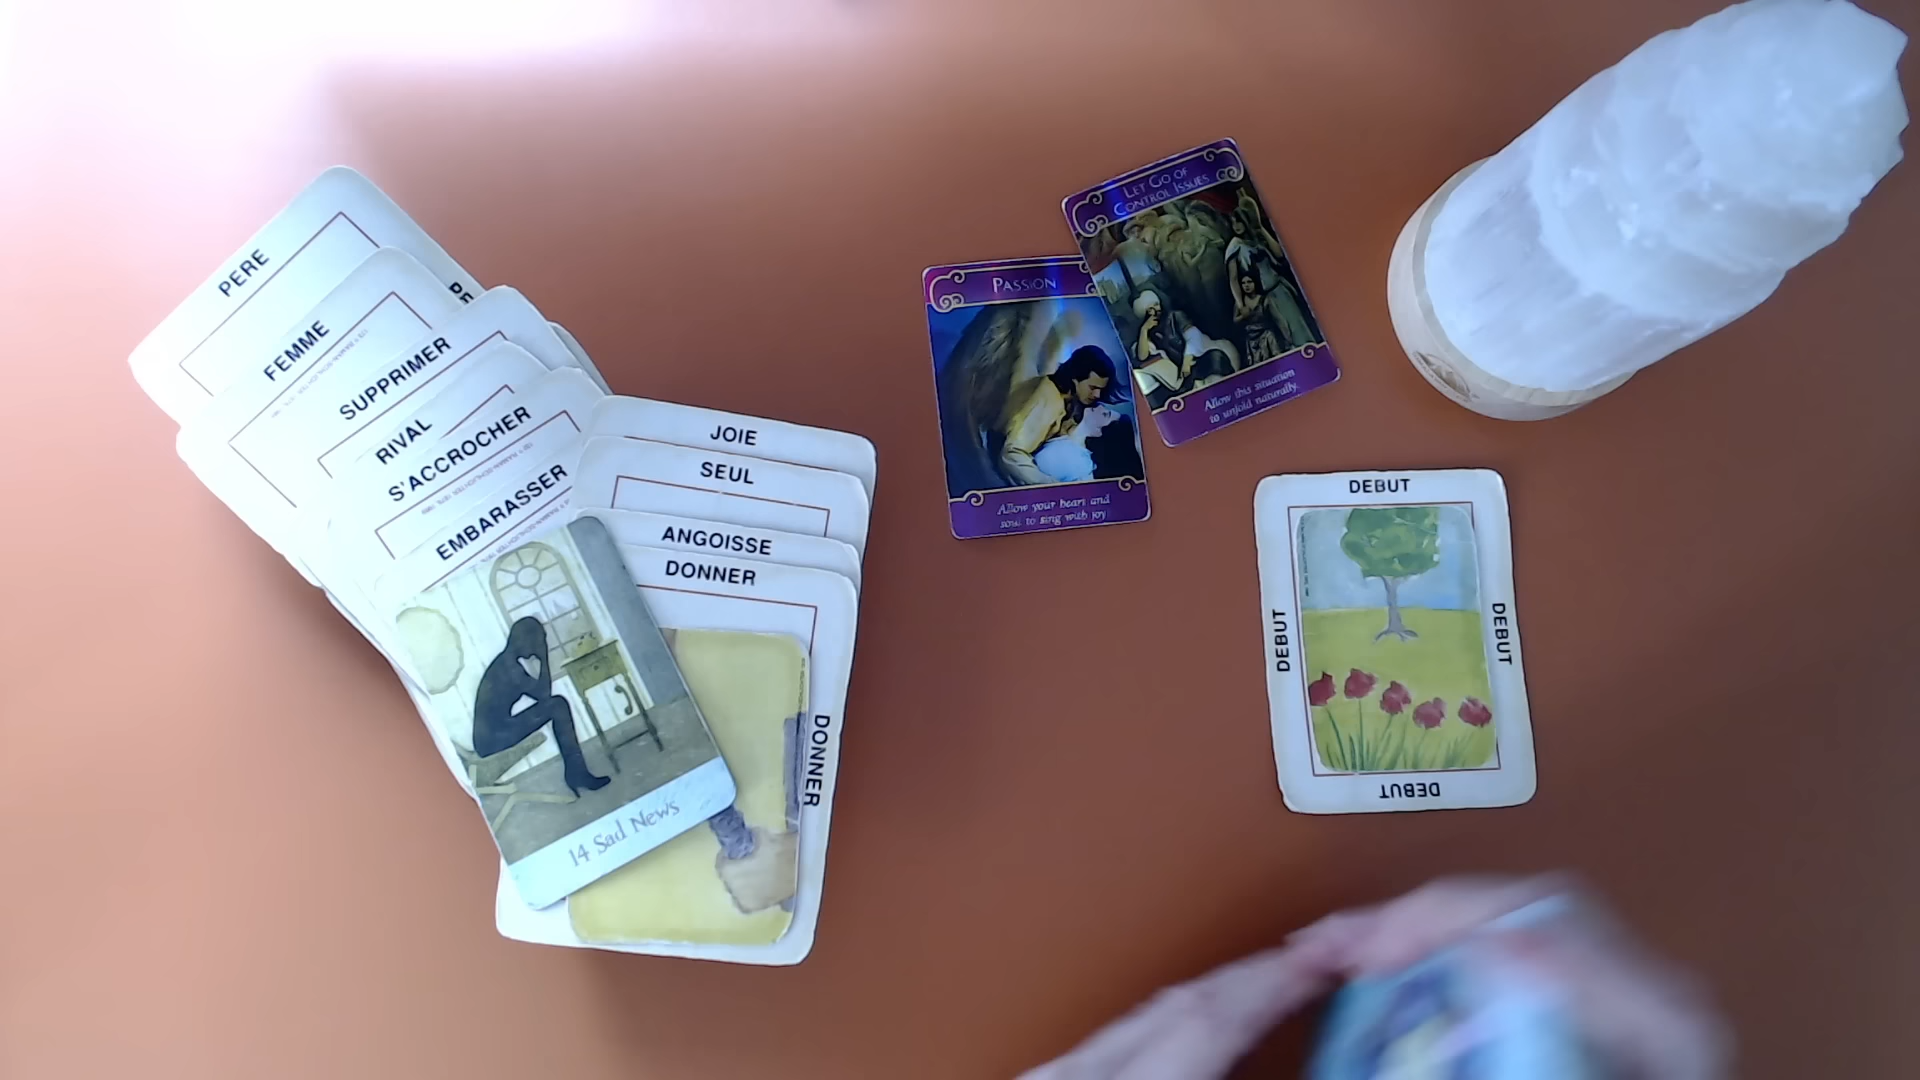 PERE
FEMME
SUPPRIMER
RIVAL
S'ACCROCHER
EMBARASSER
JOIE
SEUL
ANGOISSE
DONNER
DONNER
14 Sad News
PASSION
Allow your heart and
soul to sing with joy
LET GO OF
CONTROL ISSUES
Allow this situation
to unfold naturally.
DEBUT
DEBUT
DEBUT
DEBUT